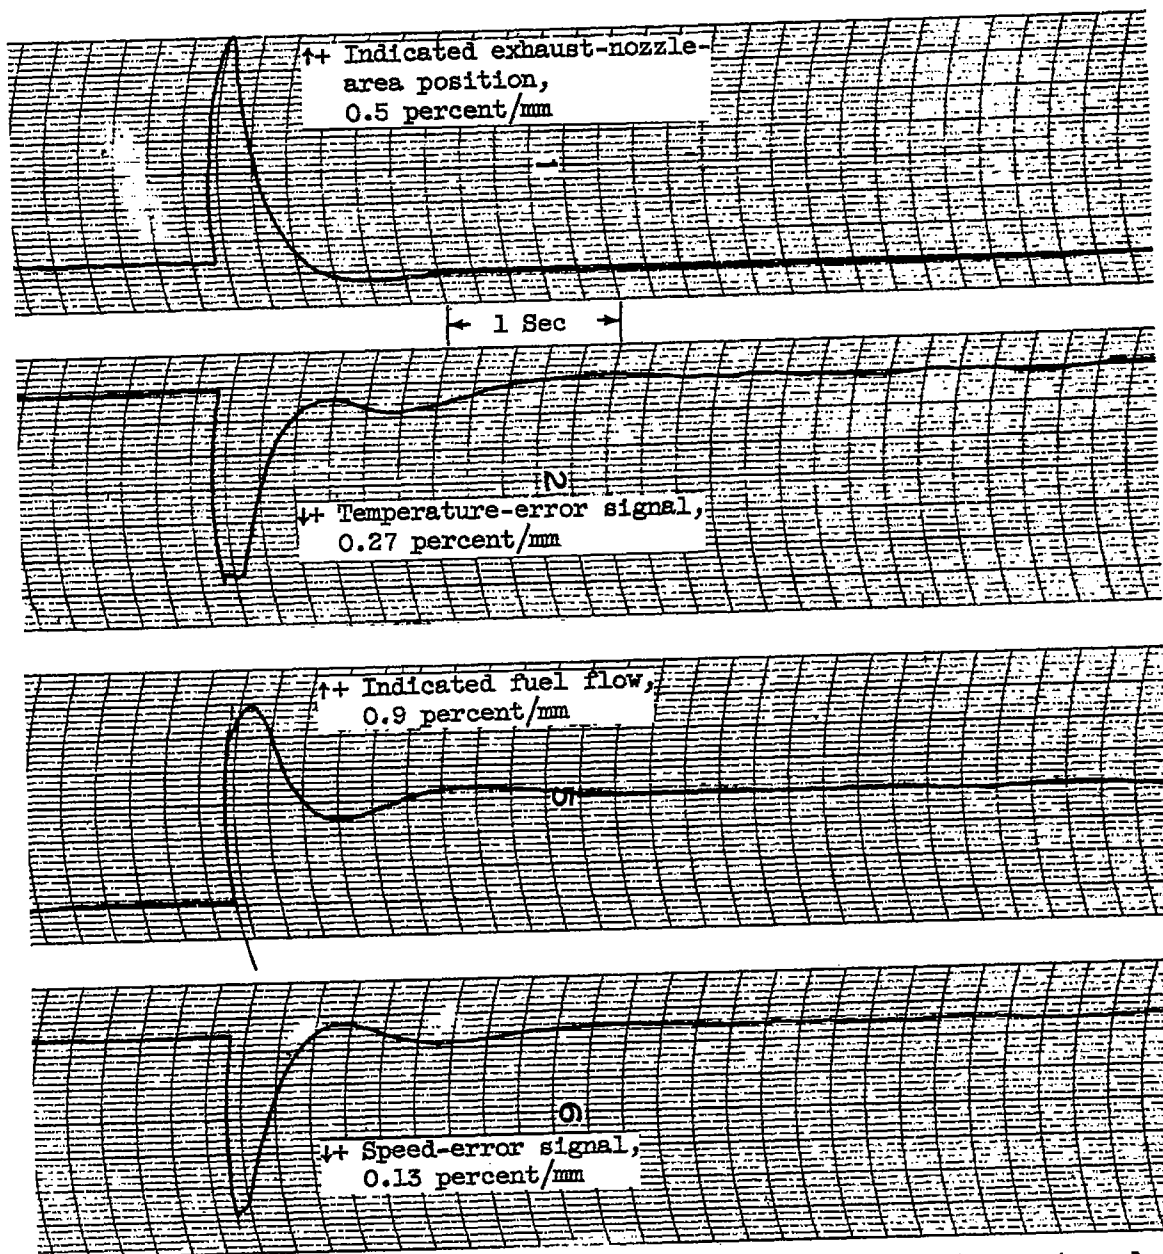 ↑+ Indicated exhaust-nozzle-
area position,
0.5 percent/mm
1
1 Sec
2
↓+ Temperature-error signal,
0.27 percent/mm
↑+ Indicated fuel flow,
0.9 percent/mm
5
6
↓+ Speed-error signal,
0.13 percent/mm